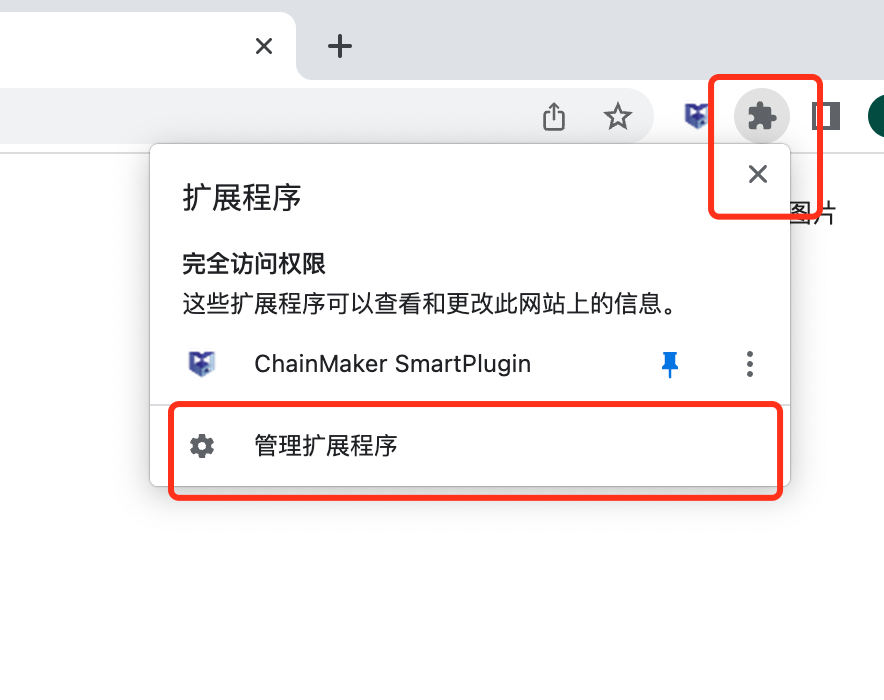 图片
扩展程序
完全访问权限
这些扩展程序可以查看和更改此网站上的信息。
ChainMaker SmartPlugin
管理扩展程序